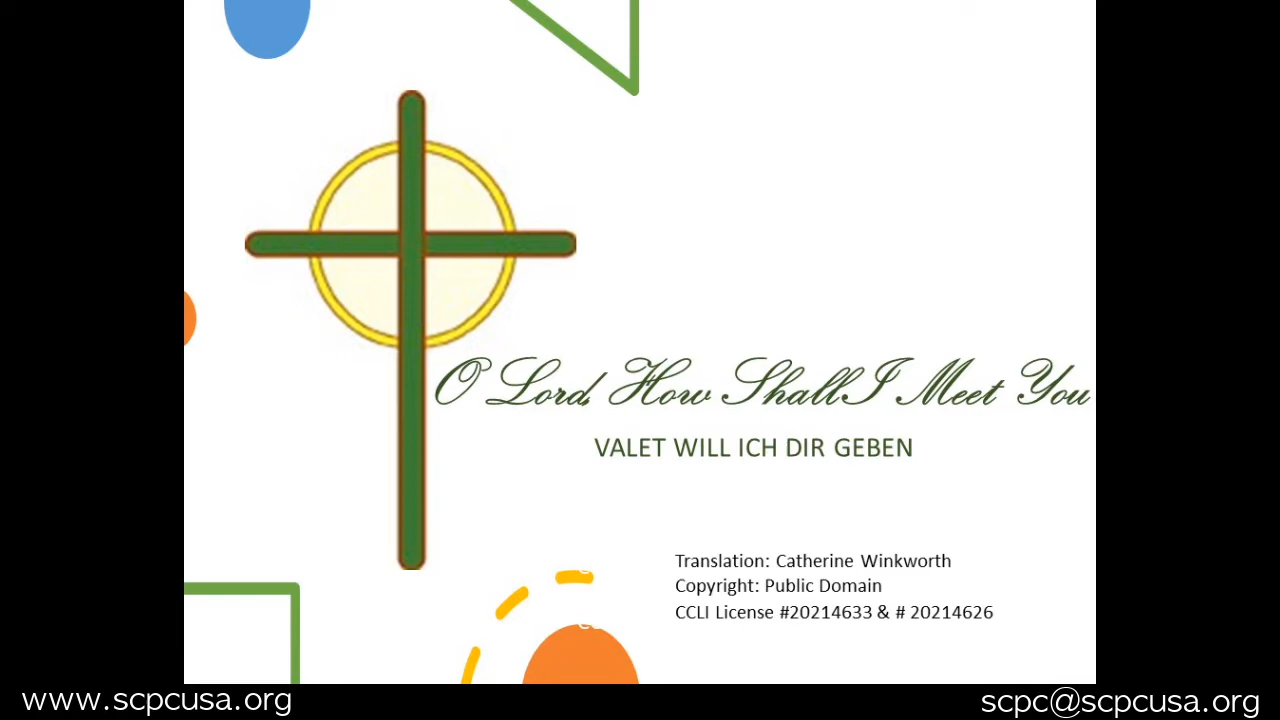 O Lord, How Shall I Meet You
VALET WILL ICH DIR GEBEN
Translation: Catherine Winkworth
Copyright: Public Domain
CCLI License #20214633 & # 20214626
www.scpcusa.org
scpc@scpcusa.org